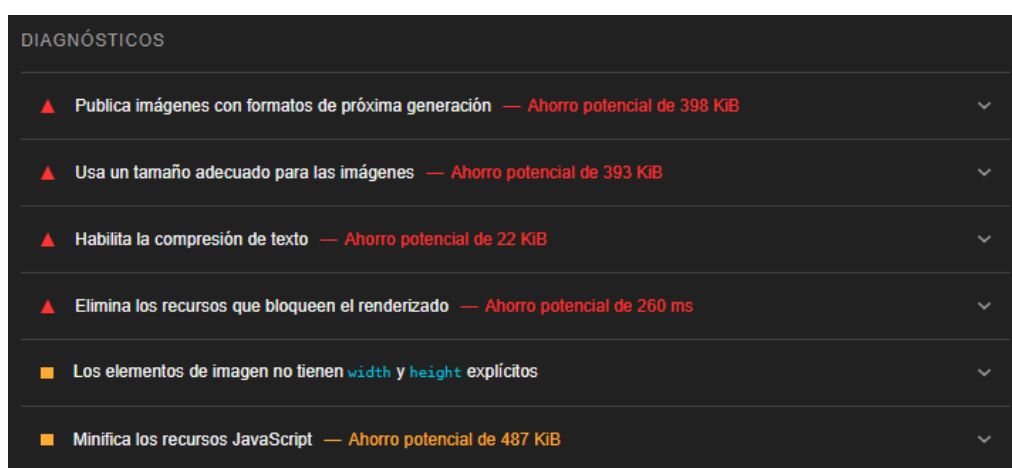 DIAGNÓSTICOS
Publica imágenes con formatos de próxima generación — Ahorro potencial de 398 KiB
Usa un tamaño adecuado para las imágenes — Ahorro potencial de 393 KiB
Habilita la compresión de texto — Ahorro potencial de 22 KiB
Elimina los recursos que bloqueen el renderizado — Ahorro potencial de 260 ms
Los elementos de imagen no tienen width y height explícitos
Minifica los recursos JavaScript — Ahorro potencial de 487 KiB